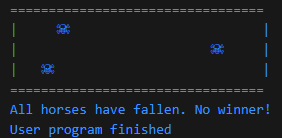 =================================
|    ☠                          |
|                         ☠     |
|  ☠                            |
=================================
All horses have fallen. No winner!
User program finished